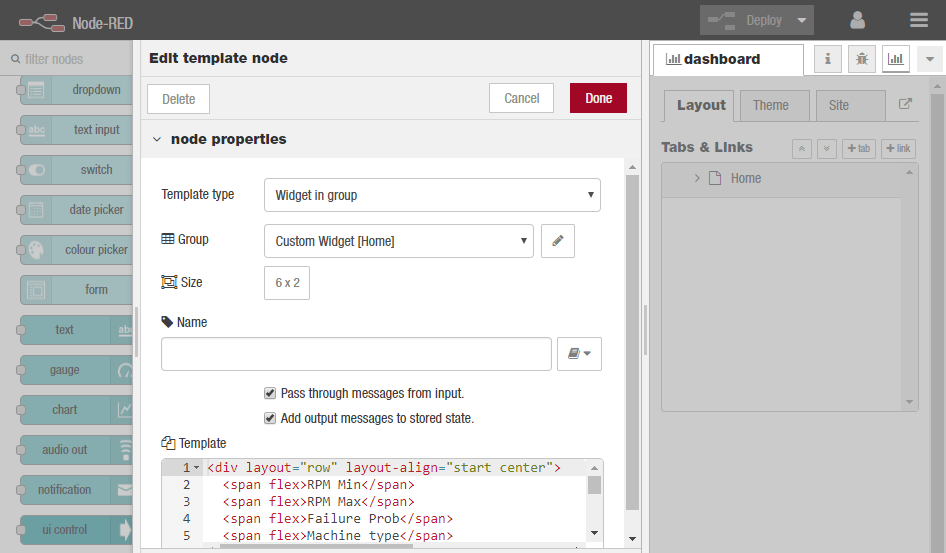 Node-RED
Deploy
filter nodes
dropdown
abc
text input
switch
date picker
colour picker
form
text
gauge
chart
audio out
notification
ui control
Edit template node
Delete
Cancel
Done
node properties
Template type
Widget in group
Group
Custom Widget [Home]
Size
6 x 2
Name
Pass through messages from input.
Add output messages to stored state.
Template
1 <div layout="row" layout-align="start center">
2 <span flex>RPM Min</span>
3 <span flex>RPM Max</span>
4 <span flex>Failure Prob</span>
5 <span flex>Machine type</span>
dashboard
i
Layout
Theme
Site
Tabs & Links
+ tab
+ link
Home